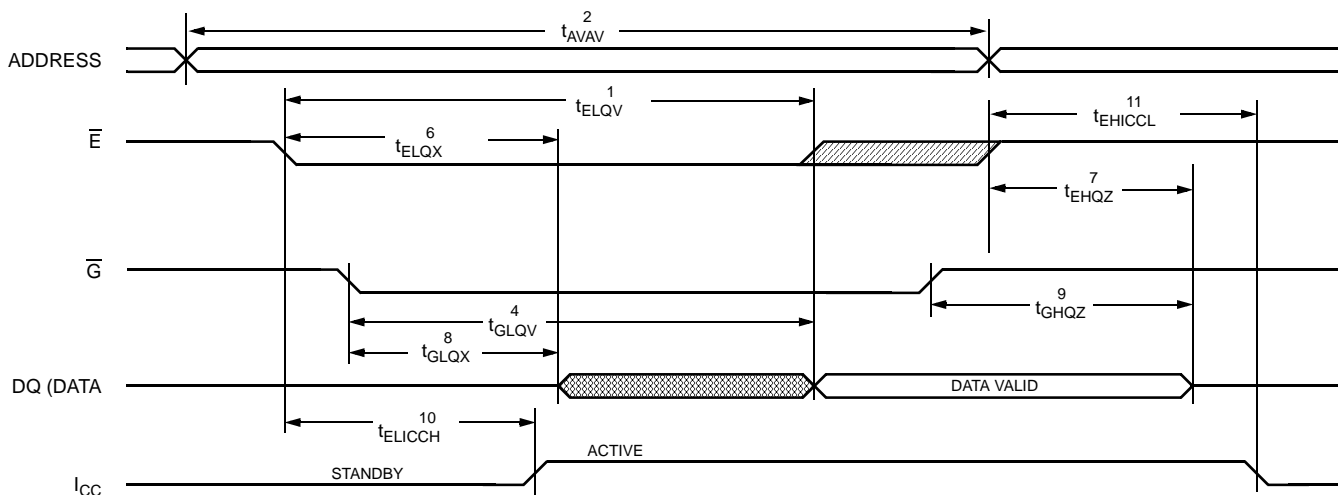 2
tAVAV
ADDRESS
1
tELQV
11
tEHICCL
E
6
tELQX
7
tEHQZ
G
9
tGHQZ
4
tGLQV
8
tGLQX
DQ (DATA
DATA VALID
10
tELICCH
ACTIVE
STANDBY
ICC